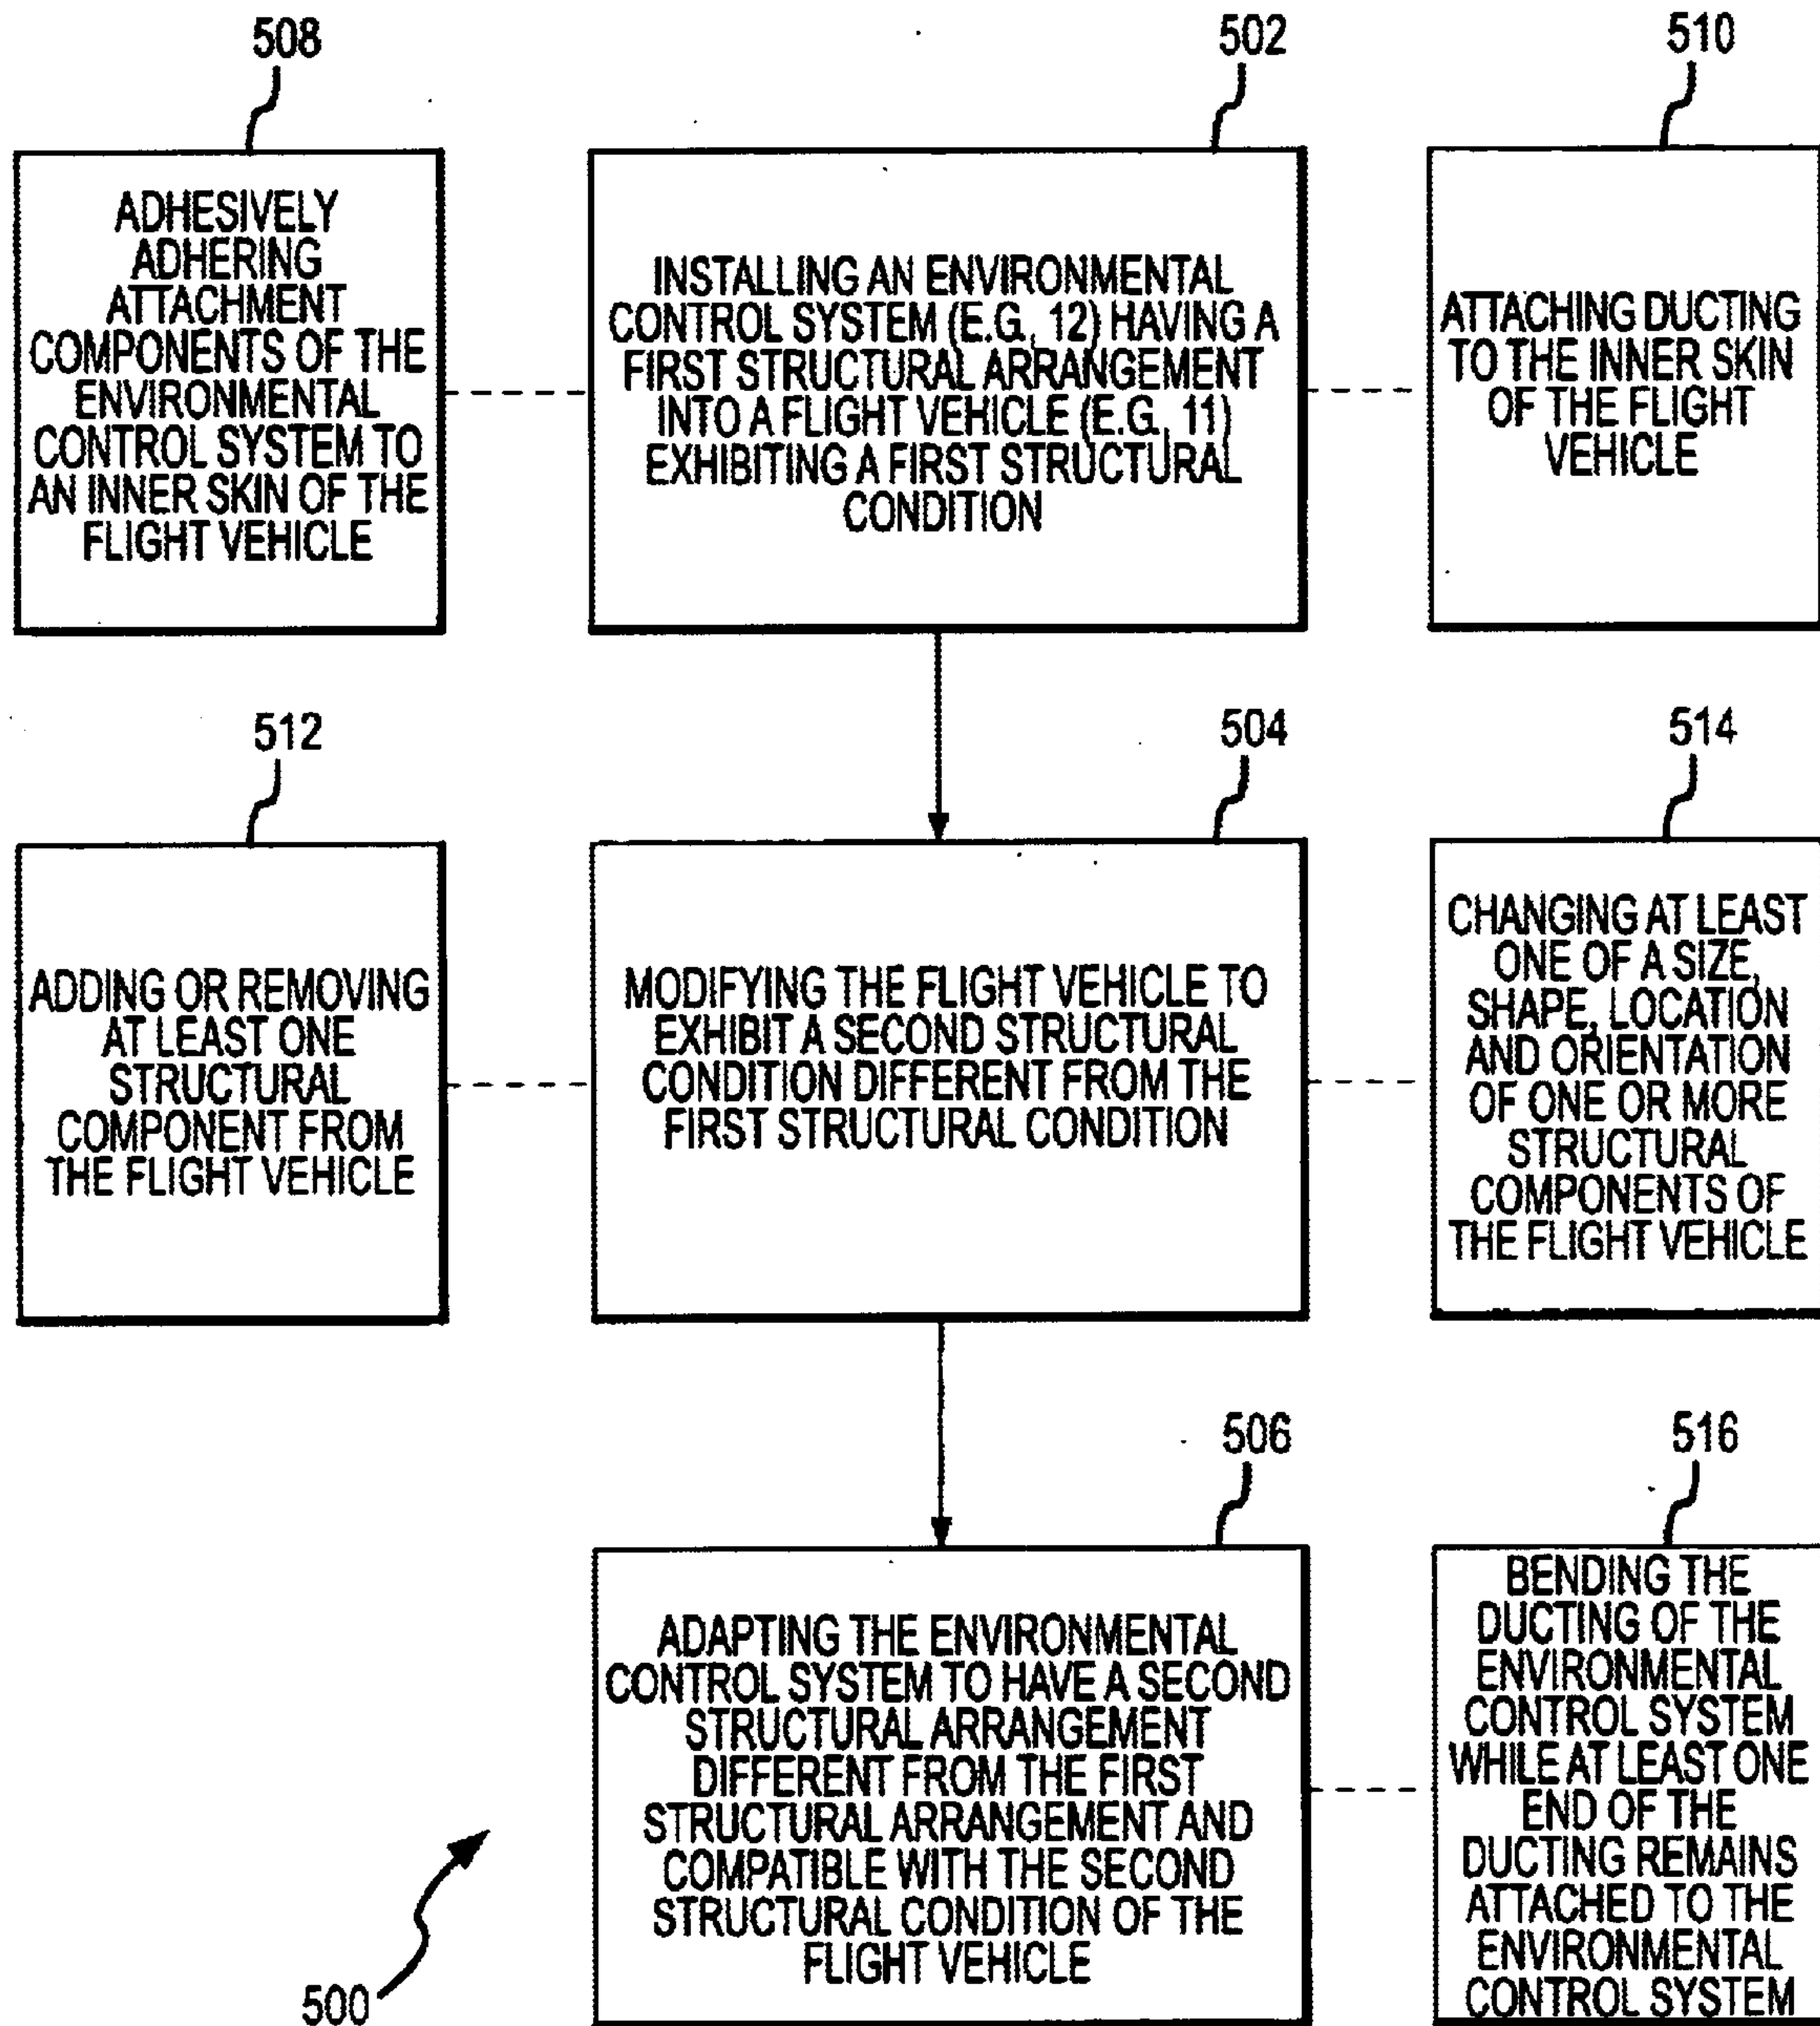 508
502
510
ADHESIVELY
ADHERING
ATTACHMENT
COMPONENTS OF THE
ENVIRONMENTAL
CONTROL SYSTEM TO
AN INNER SKIN OF THE
FLIGHT VEHICLE
INSTALLING AN ENVIRONMENTAL
CONTROL SYSTEM (E.G., 12) HAVING A
FIRST STRUCTURAL ARRANGEMENT
INTO A FLIGHT VEHICLE (E.G., 11)
EXHIBITING A FIRST STRUCTURAL
CONDITION
ATTACHING DUCTING
TO THE INNER SKIN
OF THE FLIGHT
VEHICLE
512
504
514
ADDING OR REMOVING
AT LEAST ONE
STRUCTURAL
COMPONENT FROM
THE FLIGHT VEHICLE
MODIFYING THE FLIGHT VEHICLE TO
EXHIBIT A SECOND STRUCTURAL
CONDITION DIFFERENT FROM THE
FIRST STRUCTURAL CONDITION
CHANGING AT LEAST
ONE OF A SIZE,
SHAPE, LOCATION
AND ORIENTATION
OF ONE OR MORE
STRUCTURAL
COMPONENTS OF
THE FLIGHT VEHICLE
506
516
ADAPTING THE ENVIRONMENTAL
CONTROL SYSTEM TO HAVE A SECOND
STRUCTURAL ARRANGEMENT
DIFFERENT FROM THE FIRST
STRUCTURAL ARRANGEMENT AND
COMPATIBLE WITH THE SECOND
STRUCTURAL CONDITION OF THE
FLIGHT VEHICLE
BENDING THE
DUCTING OF THE
ENVIRONMENTAL
CONTROL SYSTEM
WHILE AT LEAST ONE
END OF THE
DUCTING REMAINS
ATTACHED TO THE
ENVIRONMENTAL
CONTROL SYSTEM
500